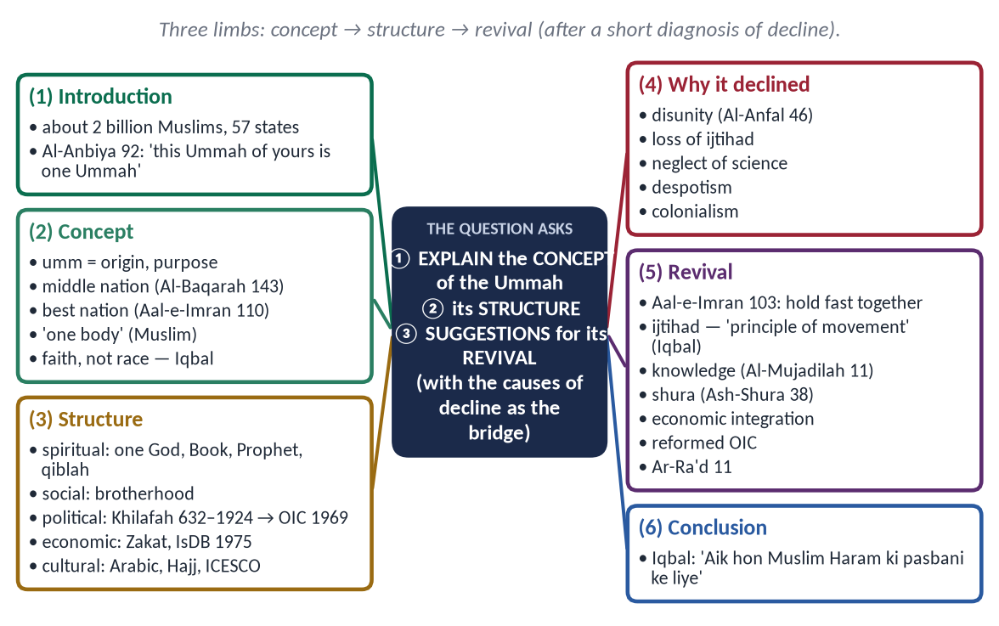 Three limbs: concept → structure → revival (after a short diagnosis of decline).
(1) Introduction
• about 2 billion Muslims, 57 states
• Al-Anbiya 92: 'this Ummah of yours is
one Ummah'
(2) Concept
• umm = origin, purpose
• middle nation (Al-Baqarah 143)
• best nation (Aal-e-Imran 110)
• 'one body' (Muslim)
• faith, not race — Iqbal
(3) Structure
• spiritual: one God, Book, Prophet,
qiblah
• social: brotherhood
• political: Khilafah 632–1924 → OIC 1969
• economic: Zakat, IsDB 1975
• cultural: Arabic, Hajj, ICESCO
THE QUESTION ASKS
① EXPLAIN the CONCEPT
of the Ummah
② its STRUCTURE
③ SUGGESTIONS for its
REVIVAL
(with the causes of
decline as the
bridge)
(4) Why it declined
• disunity (Al-Anfal 46)
• loss of ijtihad
• neglect of science
• despotism
• colonialism
(5) Revival
• Aal-e-Imran 103: hold fast together
• ijtihad — 'principle of movement'
(Iqbal)
• knowledge (Al-Mujadilah 11)
• shura (Ash-Shura 38)
• economic integration
• reformed OIC
• Ar-Ra'd 11
(6) Conclusion
• Iqbal: 'Aik hon Muslim Haram ki pasbani
ke liye'